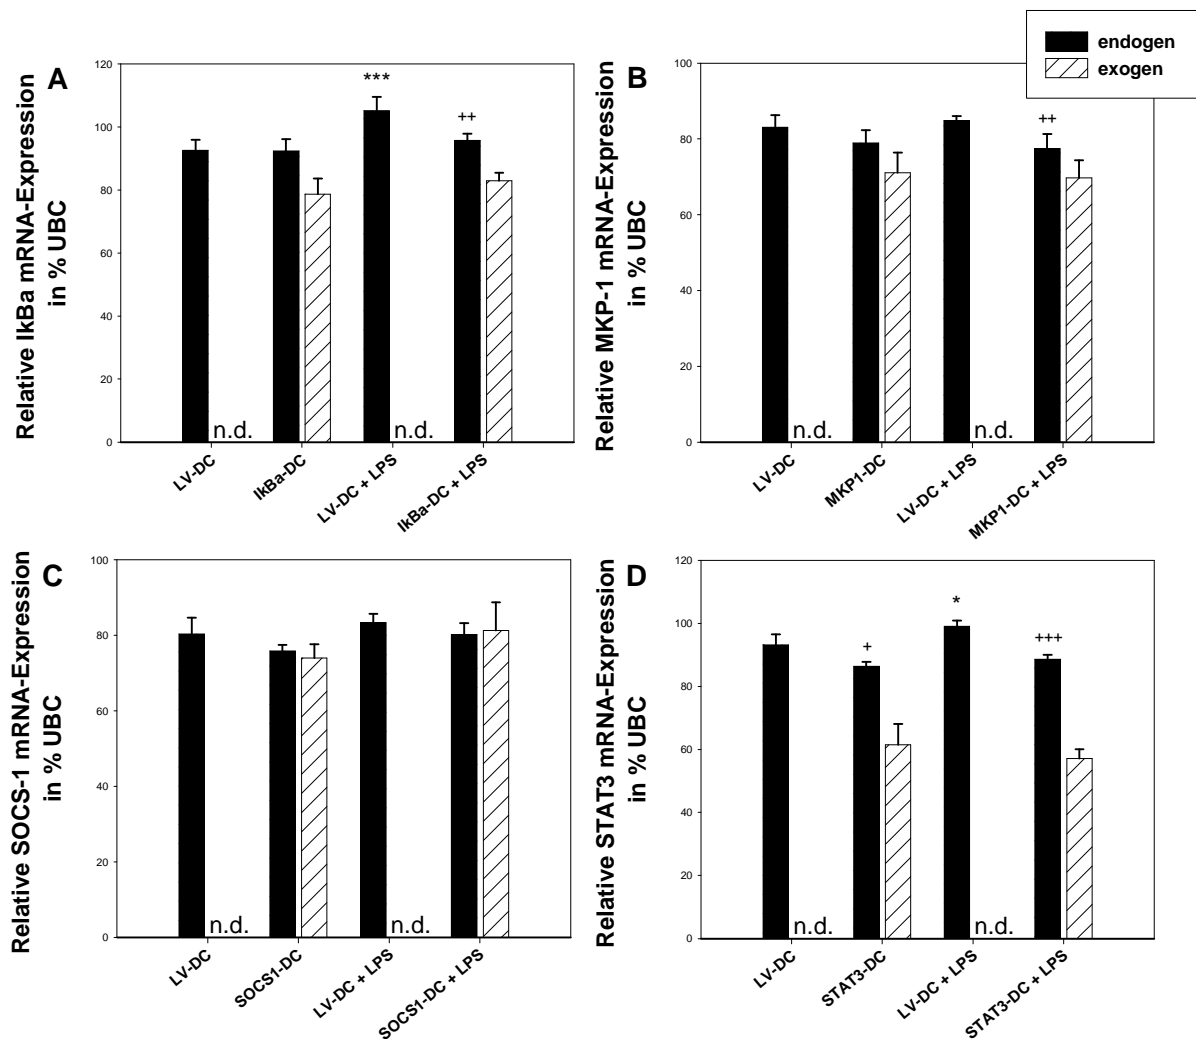 endogen
exogen
A
Relative IkBa mRNA-Expression
in % UBC
120
100
80
60
40
20
0
***
++
n.d.
n.d.
LV-DC
IkBa-DC
LV-DC + LPS
IkBa-DC + LPS
B
Relative MKP-1 mRNA-Expression
in % UBC
100
80
60
40
20
0
++
n.d.
n.d.
LV-DC
MKP1-DC
LV-DC + LPS
MKP1-DC + LPS
C
Relative SOCS-1 mRNA-Expression
in % UBC
100
80
60
40
20
0
n.d.
n.d.
LV-DC
SOCS1-DC
LV-DC + LPS
SOCS1-DC + LPS
D
Relative STAT3 mRNA-Expression
in % UBC
120
100
80
60
40
20
0
+
*
+++
n.d.
n.d.
LV-DC
STAT3-DC
LV-DC + LPS
STAT3-DC + LPS